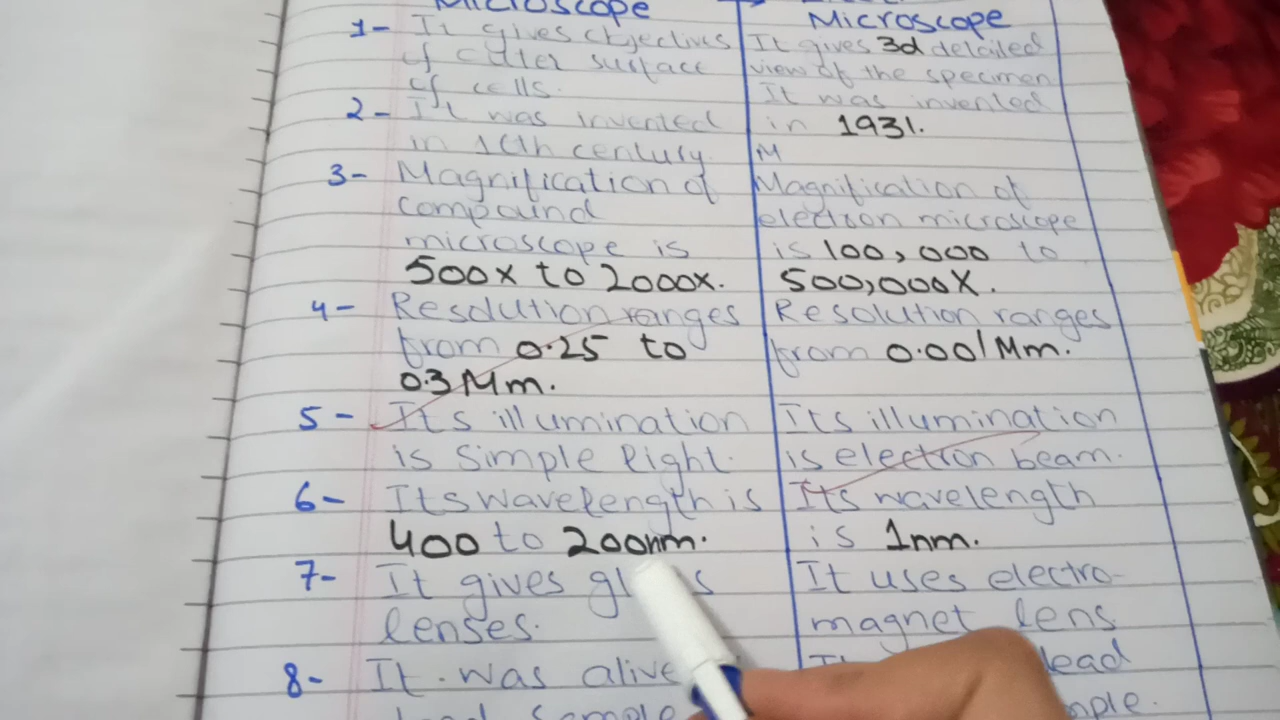 Microscope
Microscope
1- It gives objectives
of outer surface
of cells.
2- It was invented
in 16th century.
3- Magnification of
compound
microscope is
500x to 2000x.
4- Resolution ranges
from 0.25 to
0.3 Mm.
5- Its illumination
is simple light.
6- Its wavelength is
400 to 200nm.
7- It gives
lenses.
8- It was alive
sample
It gives 3d detailed
view of the specimen
It was invented
in 1931.
M
Magnification of
electron microscope
is 100,000 to
500,000X.
Resolution ranges
from 0.001Mm.
Its illumination
is electron beam.
Its wavelength
is 1nm.
It uses electro-
magnet lens